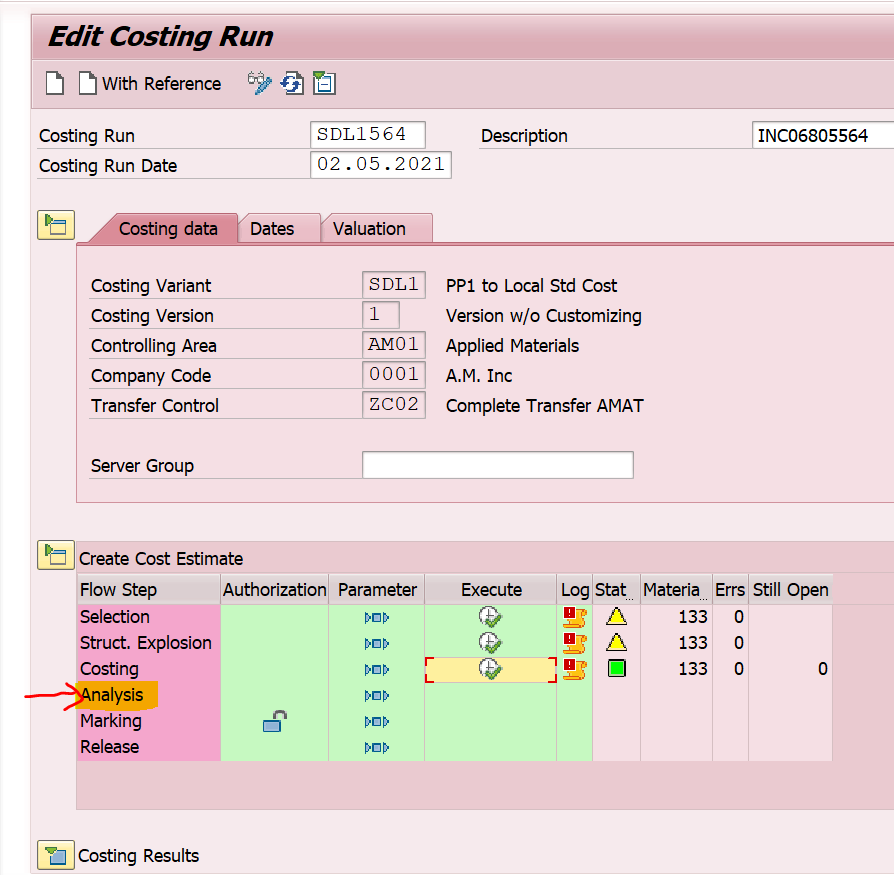 Edit Costing Run
With Reference
Costing Run SDL1564 Description INC06805564
Costing Run Date 02.05.2021
Costing data Dates Valuation
Costing Variant SDL1 PP1 to Local Std Cost
Costing Version 1 Version w/o Customizing
Controlling Area AM01 Applied Materials
Company Code 0001 A.M. Inc
Transfer Control ZC02 Complete Transfer AMAT
Server Group
Create Cost Estimate
Flow Step Authorization Parameter Execute Log Stat... Materia... Errs Still Open
Selection 133 0
Struct. Explosion 133 0
Costing 133 0 0
Analysis
Marking
Release
Costing Results